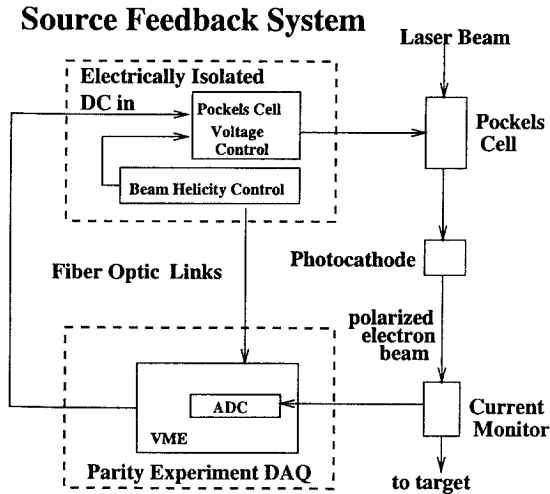 Source Feedback System
Laser Beam
Electrically Isolated
DC in
Pockels Cell
Voltage
Control
Pockels
Cell
Beam Helicity Control
Fiber Optic Links
Photocathode
polarized
electron
beam
ADC
VME
Current
Monitor
Parity Experiment DAQ
to target